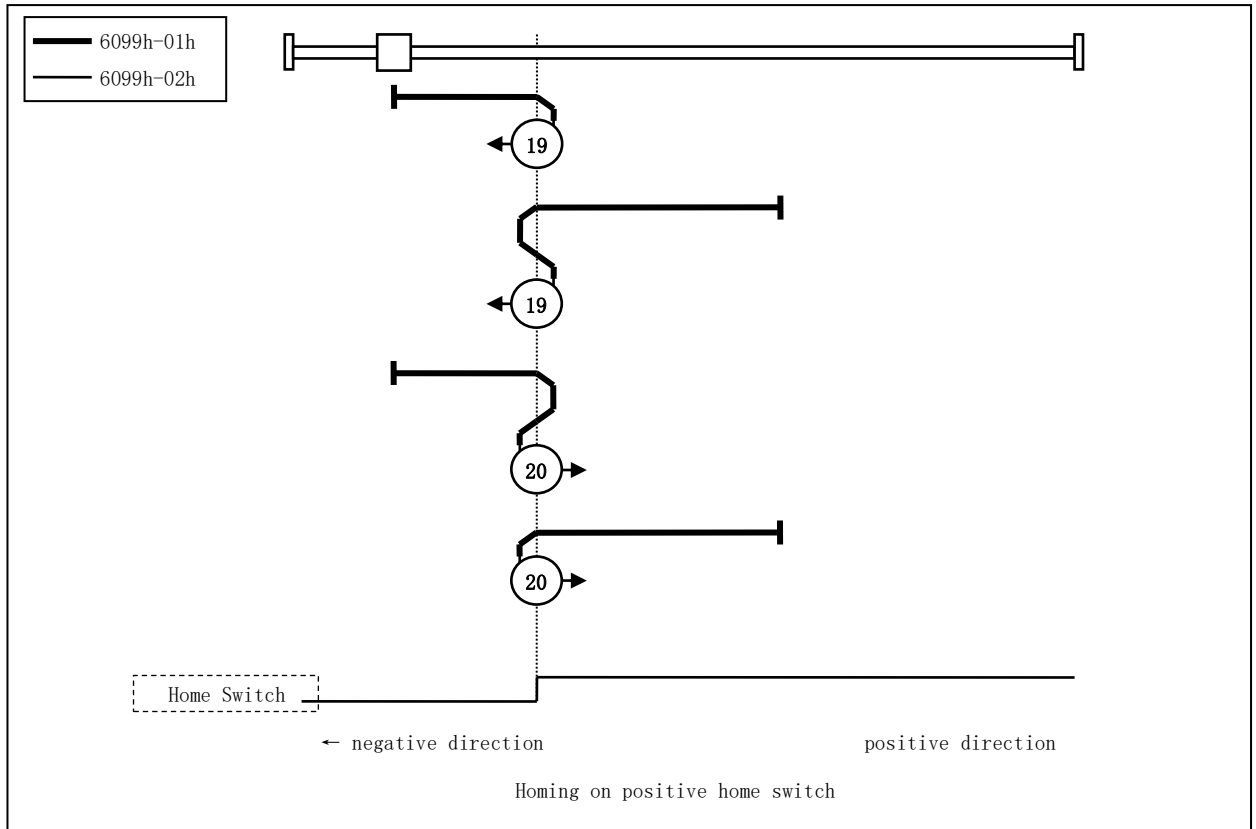 6099h-01h
6099h-02h
19
19
20
20
Home Switch
← negative direction
positive direction
Homing on positive home switch